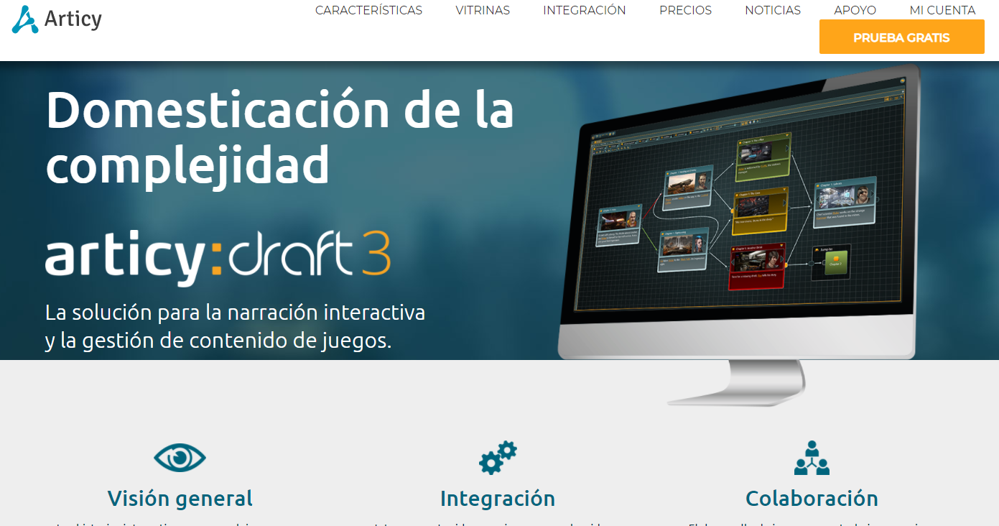 Articy
CARACTERÍSTICAS VITRINAS INTEGRACIÓN PRECIOS NOTICIAS APOYO MI CUENTA
PRUEBA GRATIS
Domesticación de la
complejidad
articy:draft 3
La solución para la narración interactiva
y la gestión de contenido de juegos.
Visión general
Integración
Colaboración